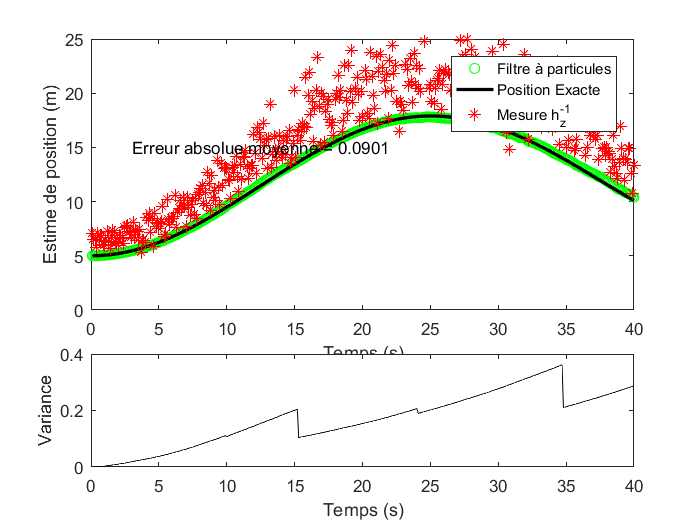 25
20
15
10
5
0
Estime de position (m)
Filtre à particules
Position Exacte
Mesure h_z^-1
Erreur absolue moyenne = 0.0901
0 5 10 15 20 25 30 35 40
Temps (s)
0.4
0.2
0
Variance
0 5 10 15 20 25 30 35 40
Temps (s)